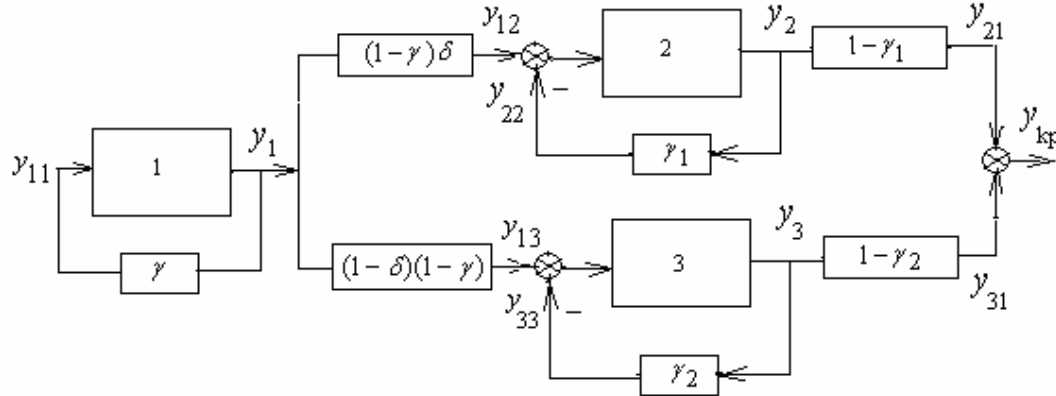 y₁₂
y₂
y₂₁
(1−γ)δ
2
1−γ₁
y₂₂
−
y₁
γ₁
yкр
y₁₁
1
y₁₃
y₃
γ
(1−δ)(1−γ)
3
1−γ₂
y₃₃
−
y₃₁
γ₂